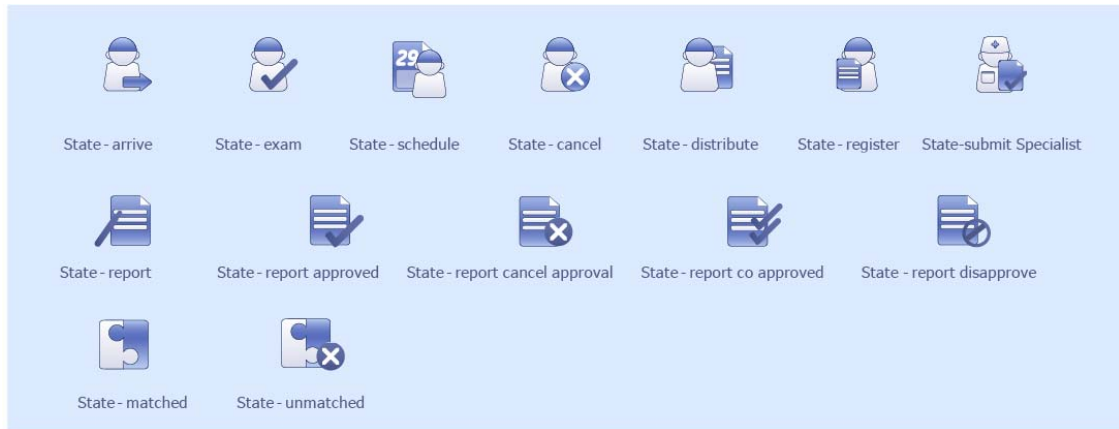 29
State - arrive
State - exam
State - schedule
State - cancel
State - distribute
State - register
State-submit Specialist
State - report
State - report approved
State - report cancel approval
State - report co approved
State - report disapprove
State - matched
State - unmatched